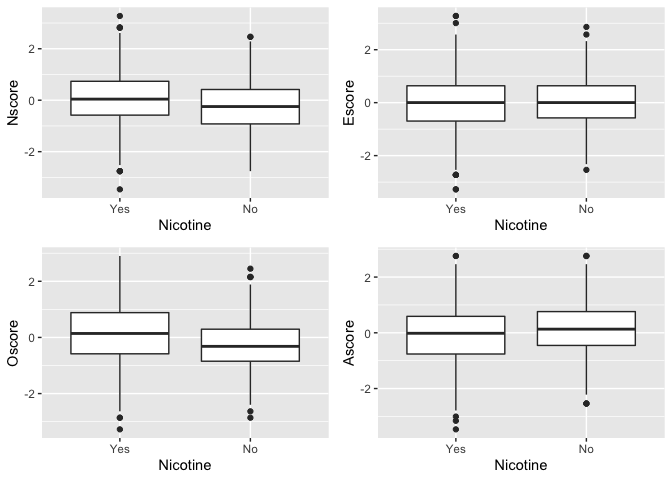 Nscore
2
0
-2
Yes No
Nicotine
Escore
2
0
-2
Yes No
Nicotine
Oscore
2
0
-2
Yes No
Nicotine
Ascore
2
0
-2
Yes No
Nicotine